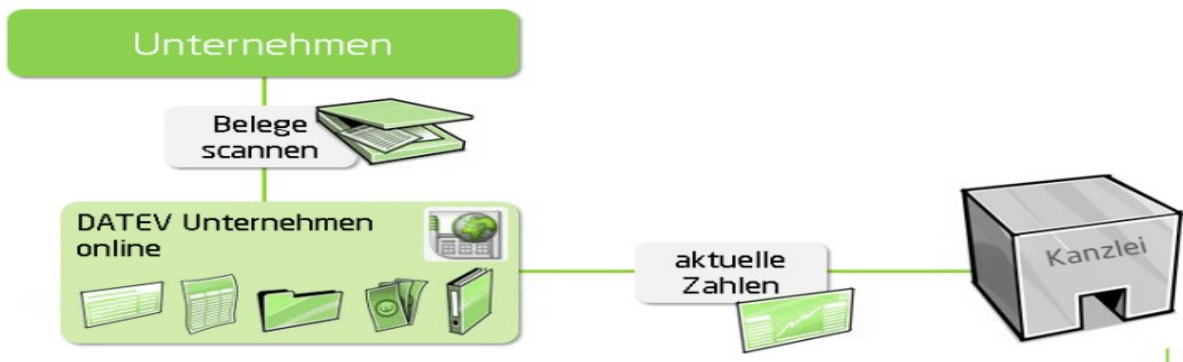 Unternehmen
Belege
scannen
DATEV Unternehmen
online
aktuelle
Zahlen
Kanzlei